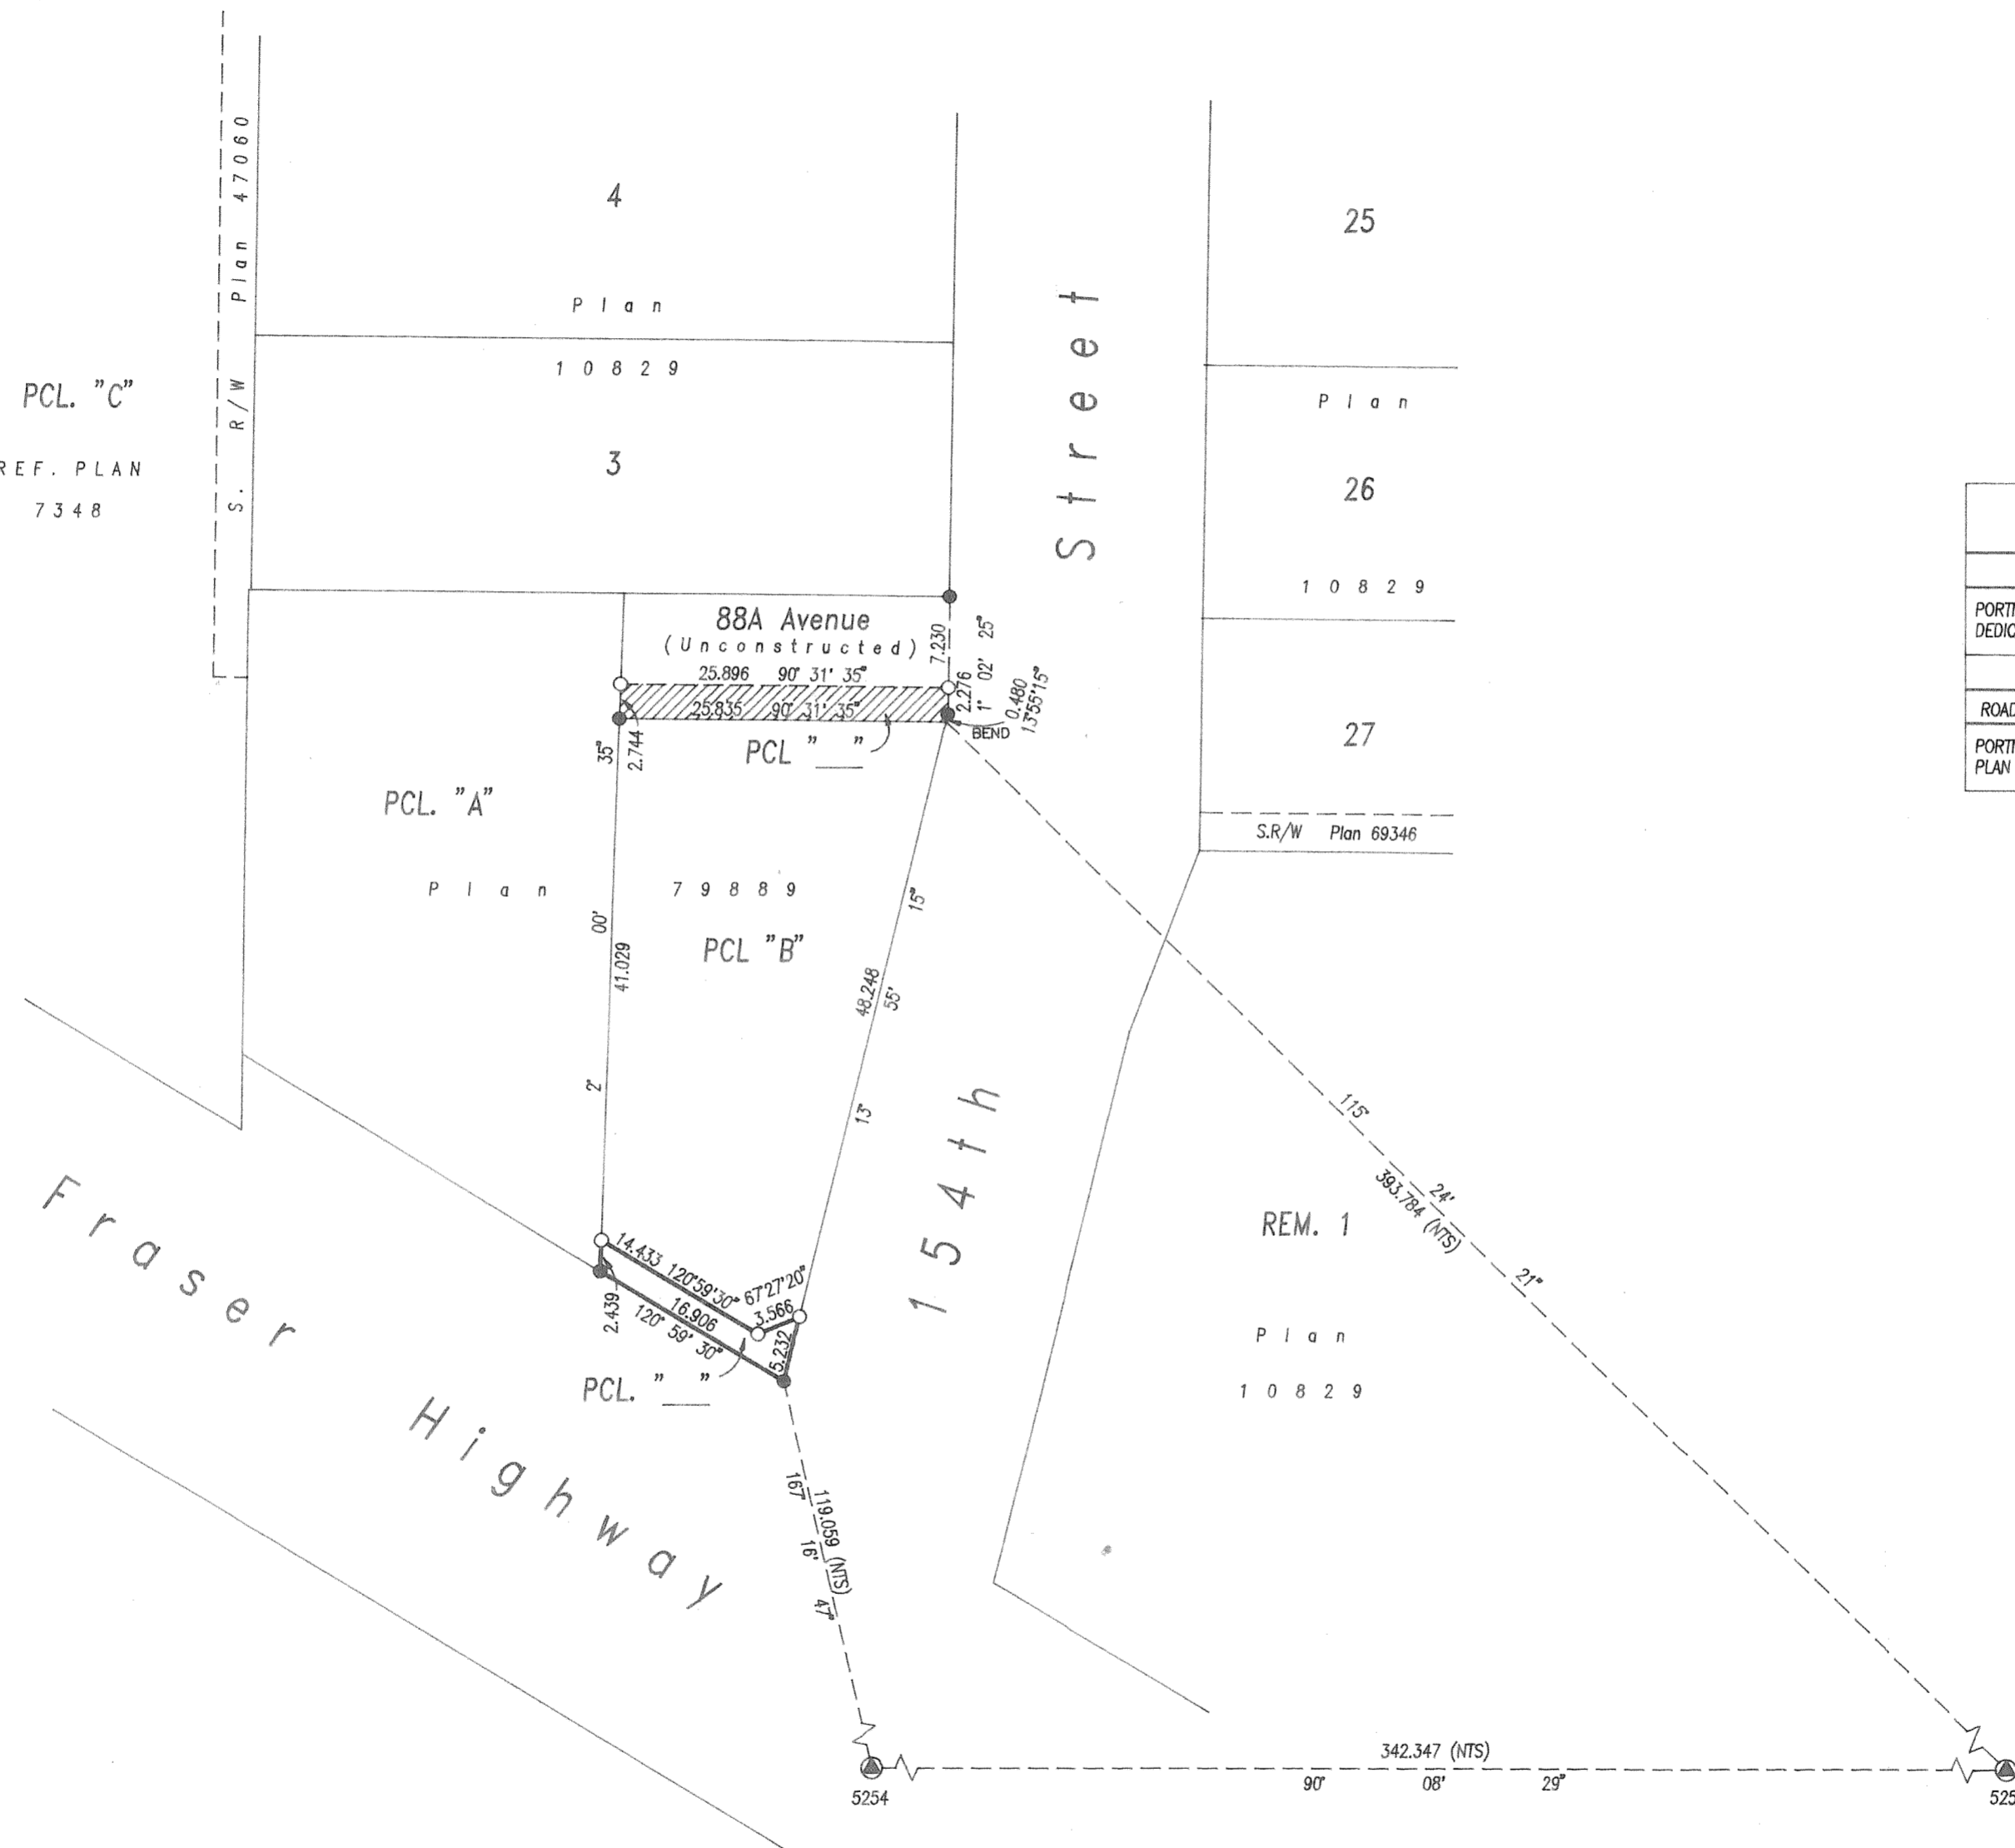 S. R/W Plan 47060
4
Plan
10829
3
PCL. "C"
REF. PLAN
7348
Street
25
Plan
26
10829
27
S.R/W Plan 69346
PORTI
DEDIC
ROAD
PORTI
PLAN
88A Avenue
(Unconstructed)
25.896 90° 31' 35"
25.835 90° 31' 35"
7.230
2.276
1° 02' 25"
0.480
13°55'15"
BEND
PCL "___"
2.744
2° 00' 35"
41.029
PCL. "A"
Plan 79889
PCL "B"
48.248
13° 55' 15"
154th
115° 24' 21"
393.784 (NTS)
REM. 1
Plan
10829
14.433 120°59'30"
67°27'20"
3.566
16.906
120° 59' 30"
2.439
5.232
PCL. "___"
Fraser Highway
119.059 (NTS)
167° 16' 47"
342.347 (NTS)
90° 08' 29"
5254
525